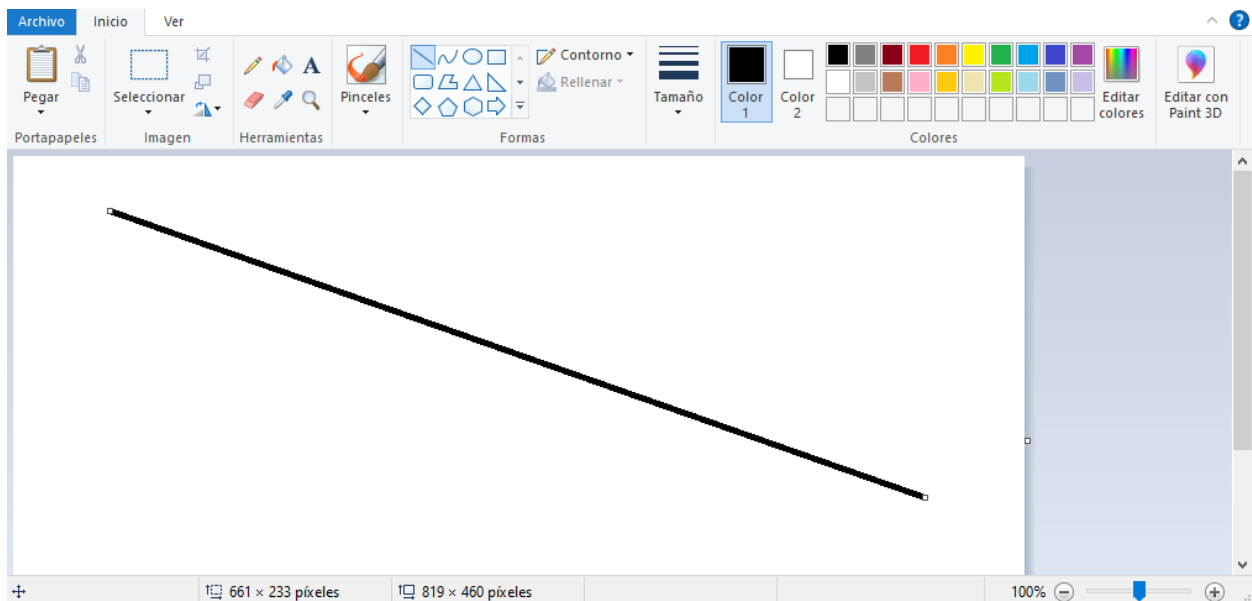 Archivo Inicio Ver
?
Pegar
Portapapeles
Seleccionar
Imagen
A
Herramientas
Pinceles
Contorno
Rellenar
Formas
Tamaño
Color
1
Color
2
Editar
colores
Colores
Editar con
Paint 3D
661 × 233 píxeles
819 × 460 píxeles
100%